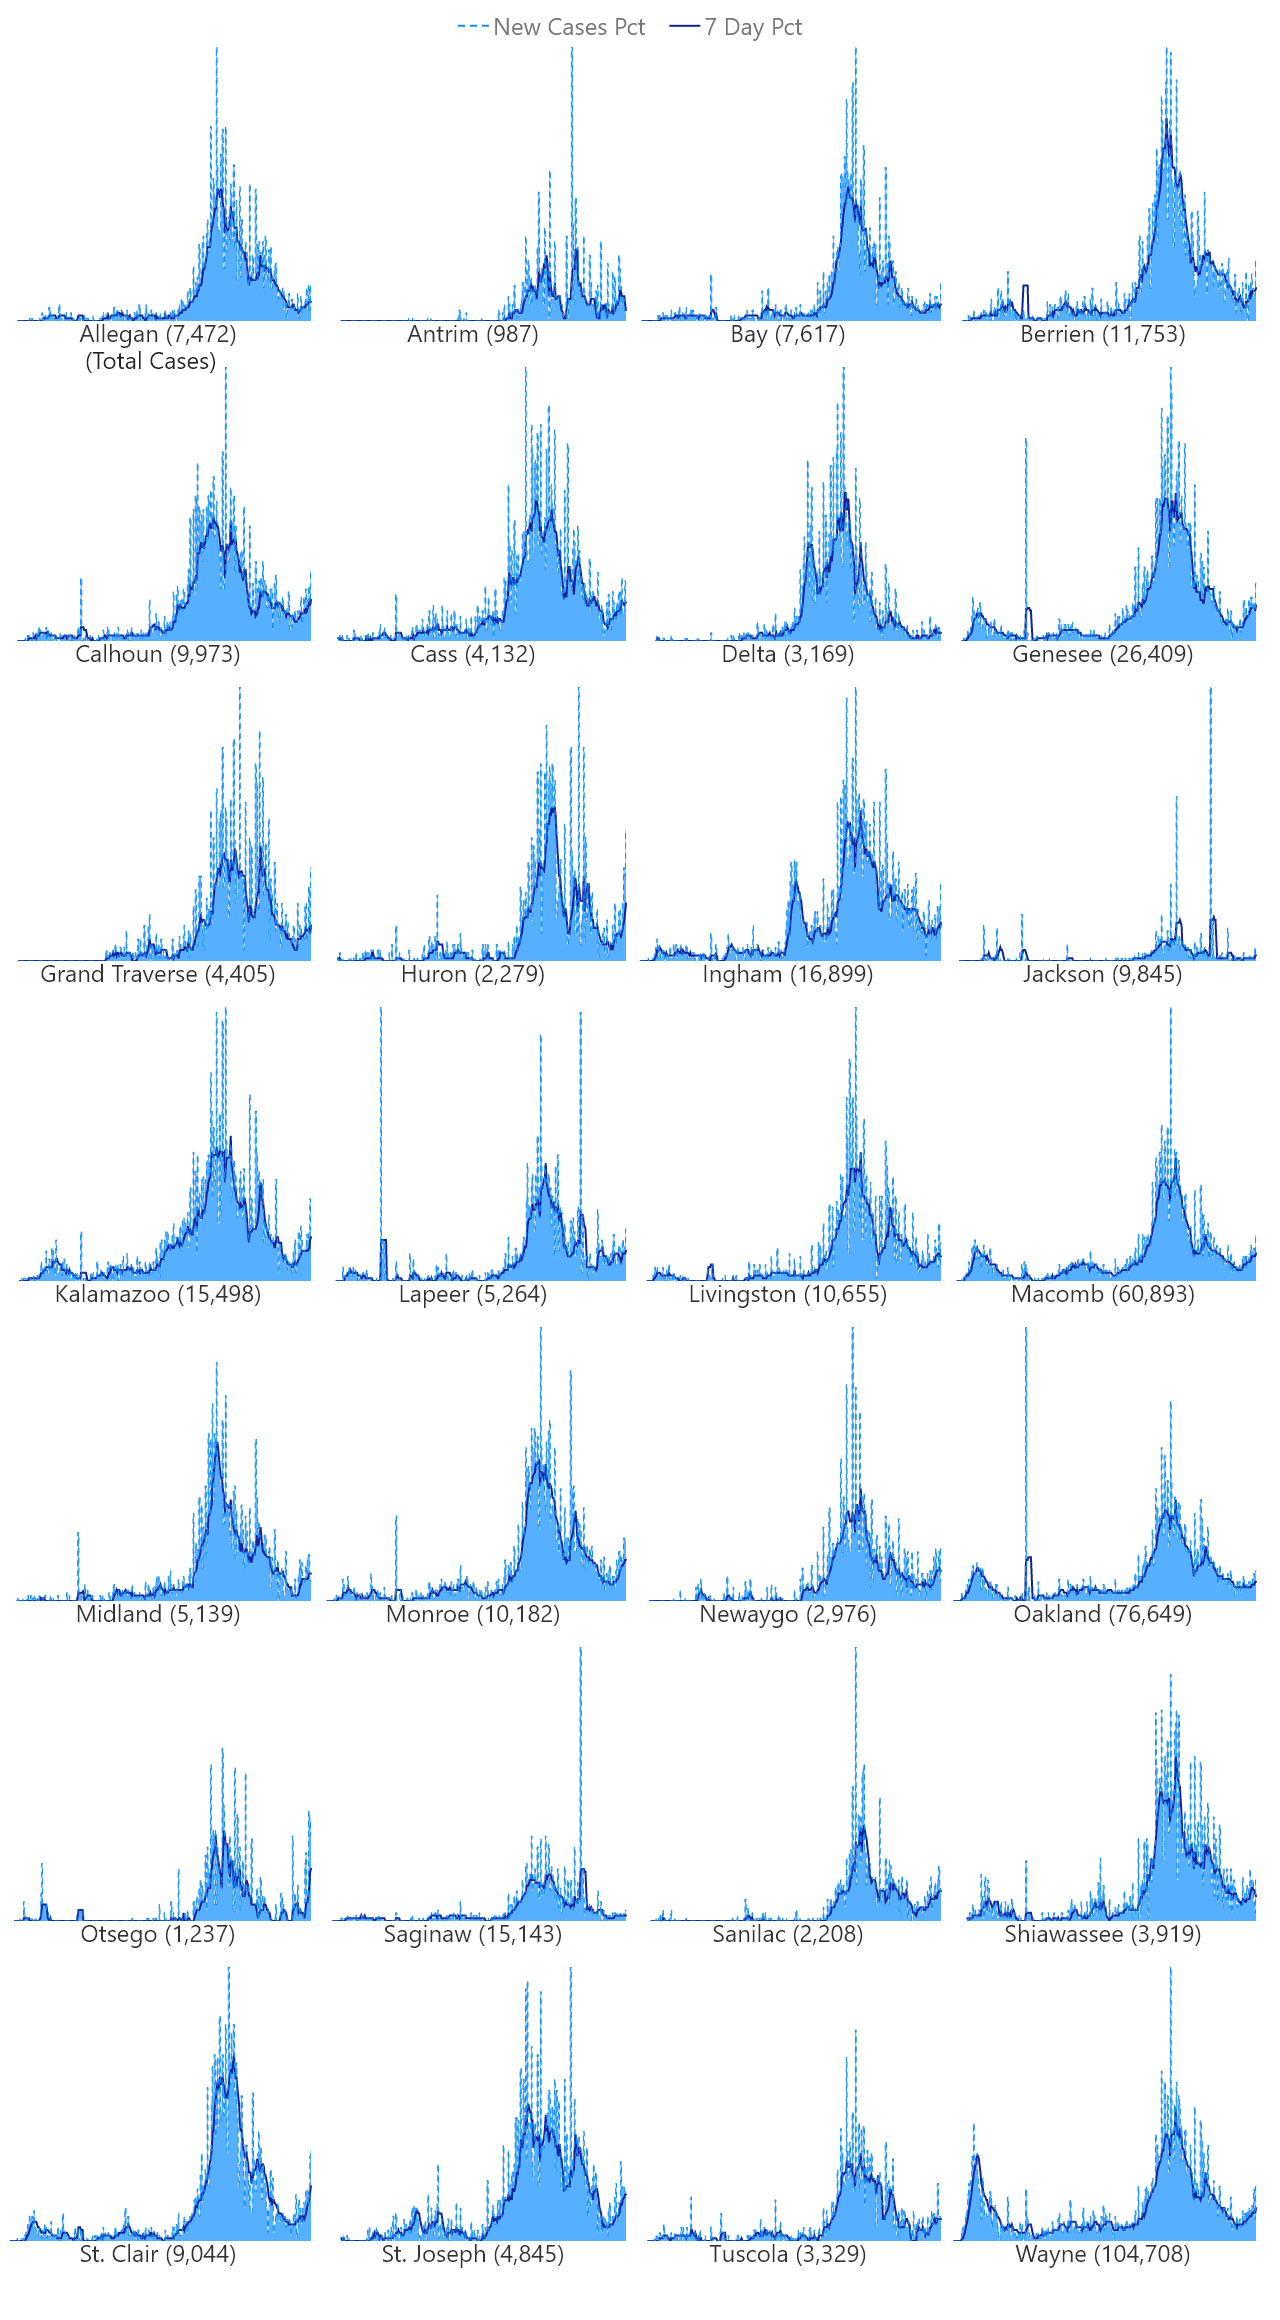 New Cases Pct 7 Day Pct
Allegan (7,472) Antrim (987) Bay (7,617) Berrien (11,753)
(Total Cases)
Calhoun (9,973) Cass (4,132) Delta (3,169) Genesee (26,409)
Grand Traverse (4,405) Huron (2,279) Ingham (16,899) Jackson (9,845)
Kalamazoo (15,498) Lapeer (5,264) Livingston (10,655) Macomb (60,893)
Midland (5,139) Monroe (10,182) Newaygo (2,976) Oakland (76,649)
Otsego (1,237) Saginaw (15,143) Sanilac (2,208) Shiawassee (3,919)
St. Clair (9,044) St. Joseph (4,845) Tuscola (3,329) Wayne (104,708)